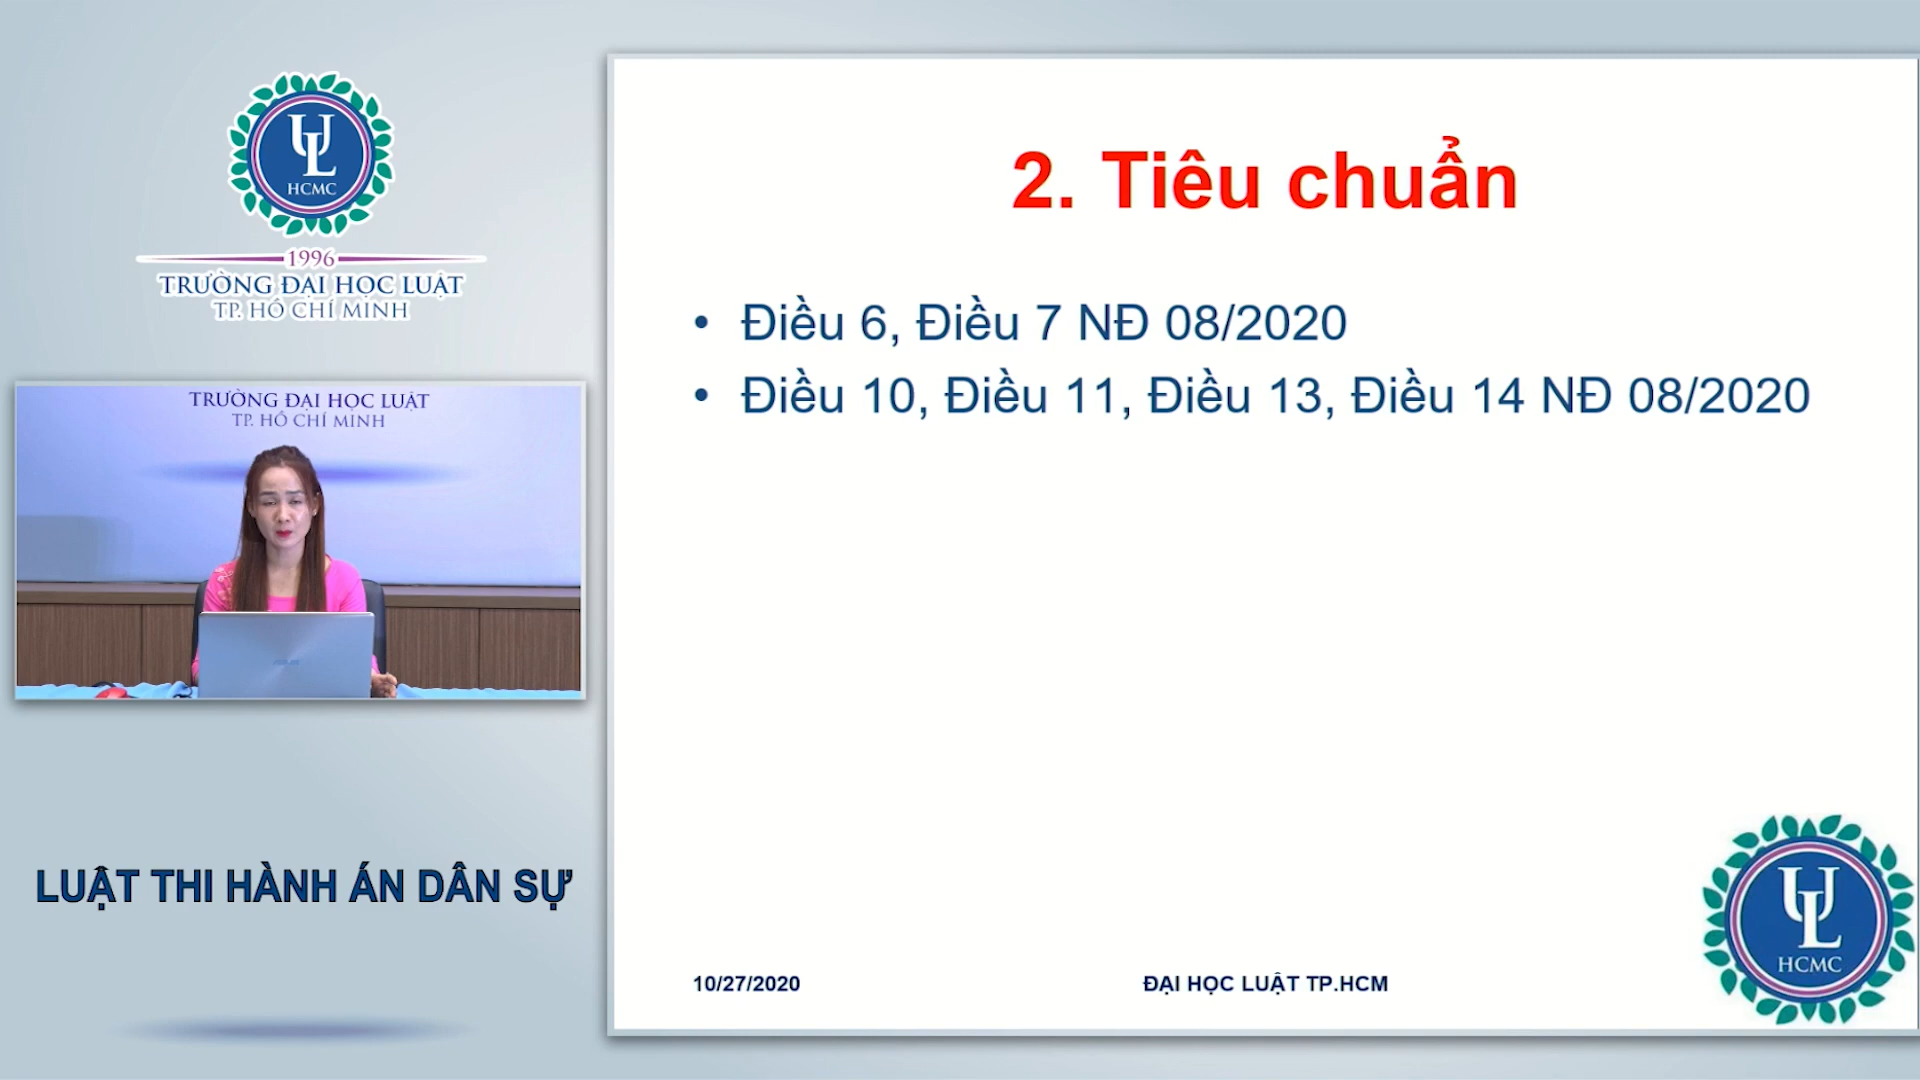 UL
HCMC
1996
TRƯỜNG ĐẠI HỌC LUẬT
TP. HỒ CHÍ MINH
TRƯỜNG ĐẠI HỌC LUẬT
TP. HỒ CHÍ MINH
LUẬT THI HÀNH ÁN DÂN SỰ
2. Tiêu chuẩn
• Điều 6, Điều 7 NĐ 08/2020
• Điều 10, Điều 11, Điều 13, Điều 14 NĐ 08/2020
10/27/2020
ĐẠI HỌC LUẬT TP.HCM
UL
HCMC